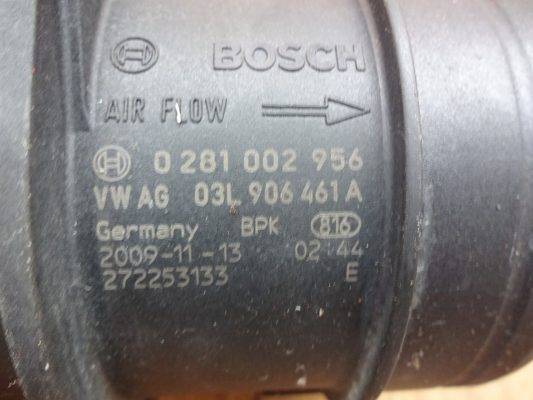 BOSCH
AIR FLOW
0 281 002 956
VW AG 03L 906 461 A
Germany BPK 816
2009-11-13 02 44
272253133 E